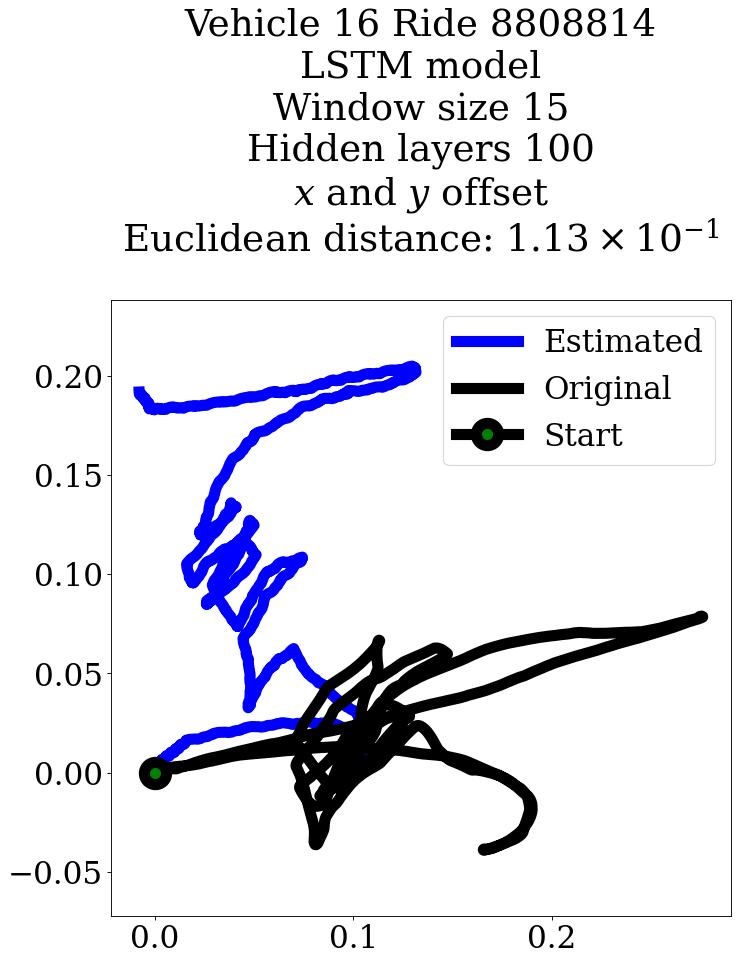 Vehicle 16 Ride 8808814
LSTM model
Window size 15
Hidden layers 100
x and y offset
Euclidean distance: 1.13 × 10⁻¹
Estimated
Original
Start
0.20
0.15
0.10
0.05
0.00
−0.05
0.0 0.1 0.2